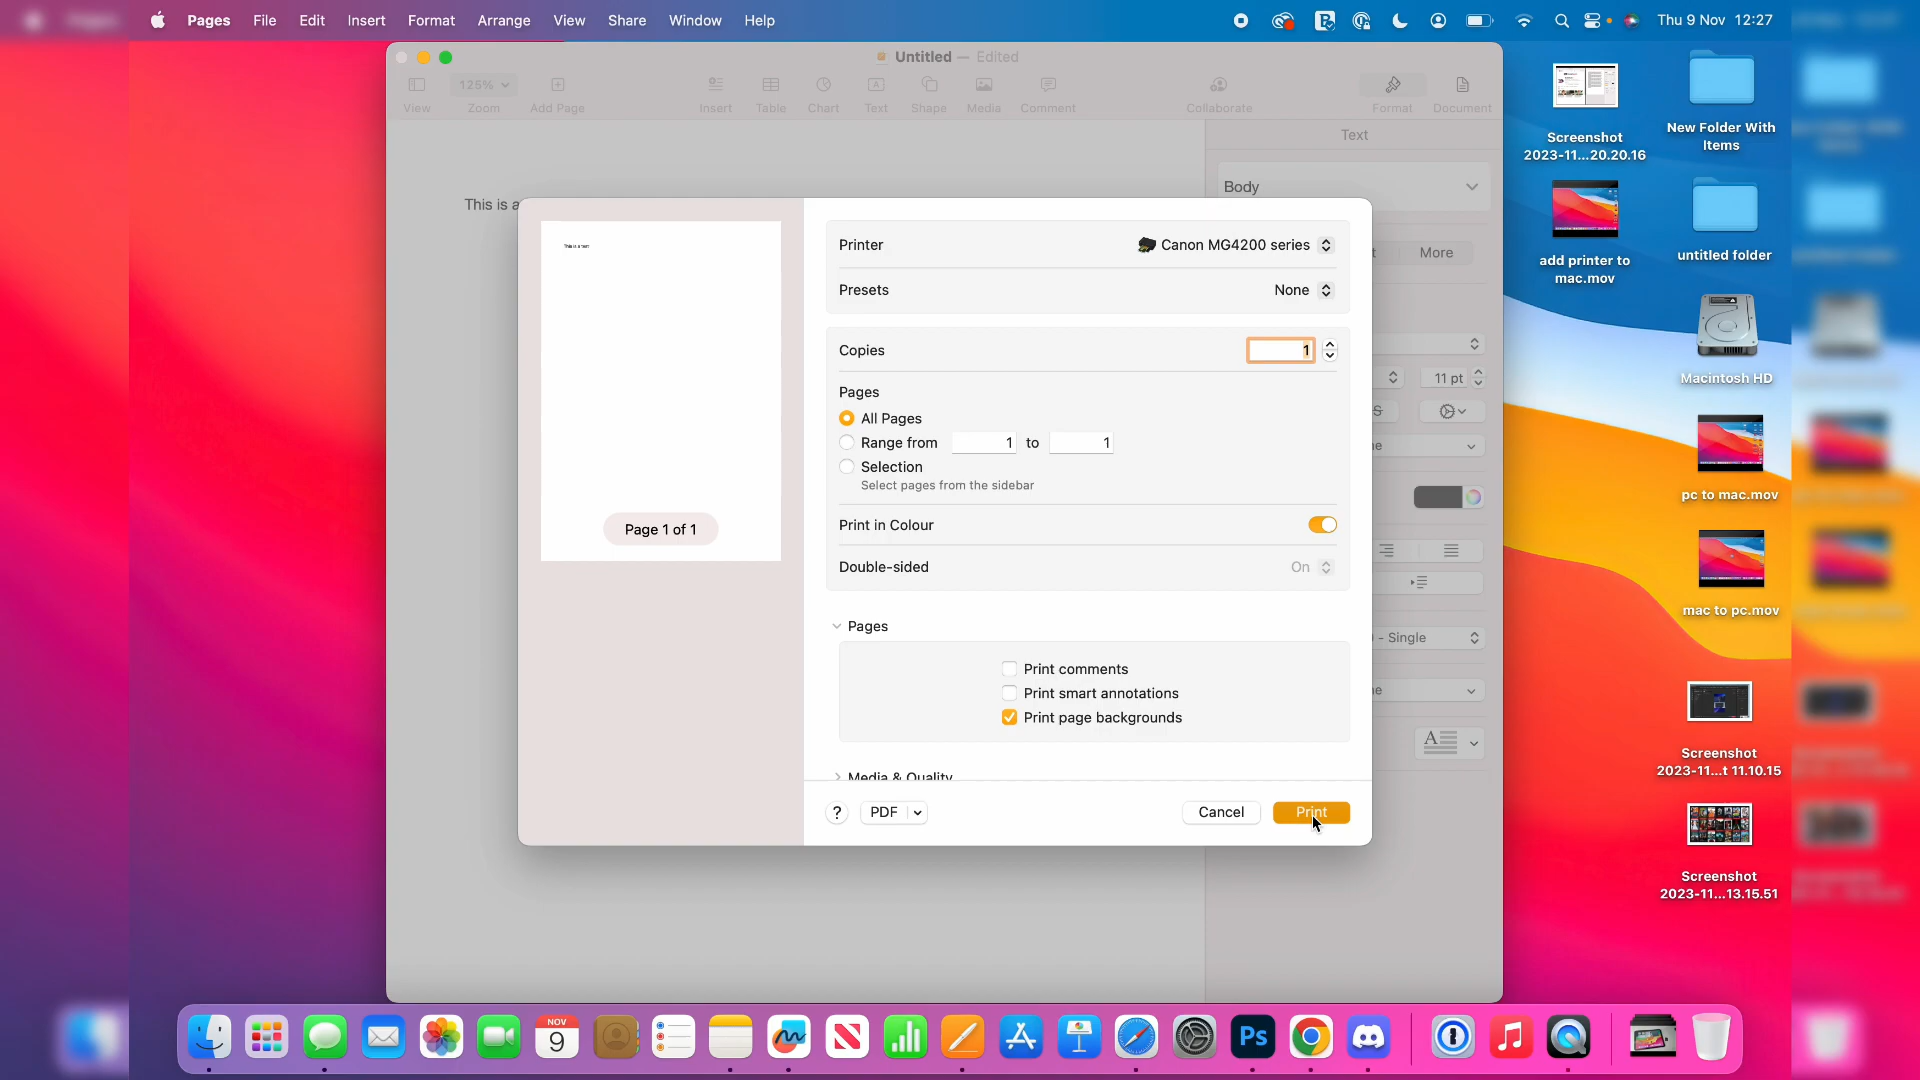 Pages File Edit Insert Format Arrange View Share Window Help
Thu 9 Nov 12:27
Untitled — Edited
125%
View Zoom Add Page Insert Table Chart Text Shape Media Comment Collaborate Format Document
Text
Body
More
11 pt
- Single
This is a
This is a test
Page 1 of 1
Printer Canon MG4200 series
Presets None
Copies 1
Pages
All Pages
Range from 1 to 1
Selection
Select pages from the sidebar
Print in Colour
Double-sided On
Pages
Print comments
Print smart annotations
Print page backgrounds
Media & Quality
? PDF Cancel Print
Screenshot
2023-11...20.20.16
New Folder With
Items
add printer to
mac.mov
untitled folder
Macintosh HD
pc to mac.mov
mac to pc.mov
Screenshot
2023-11...t 11.10.15
Screenshot
2023-11...13.15.51
NOV
9
Ps